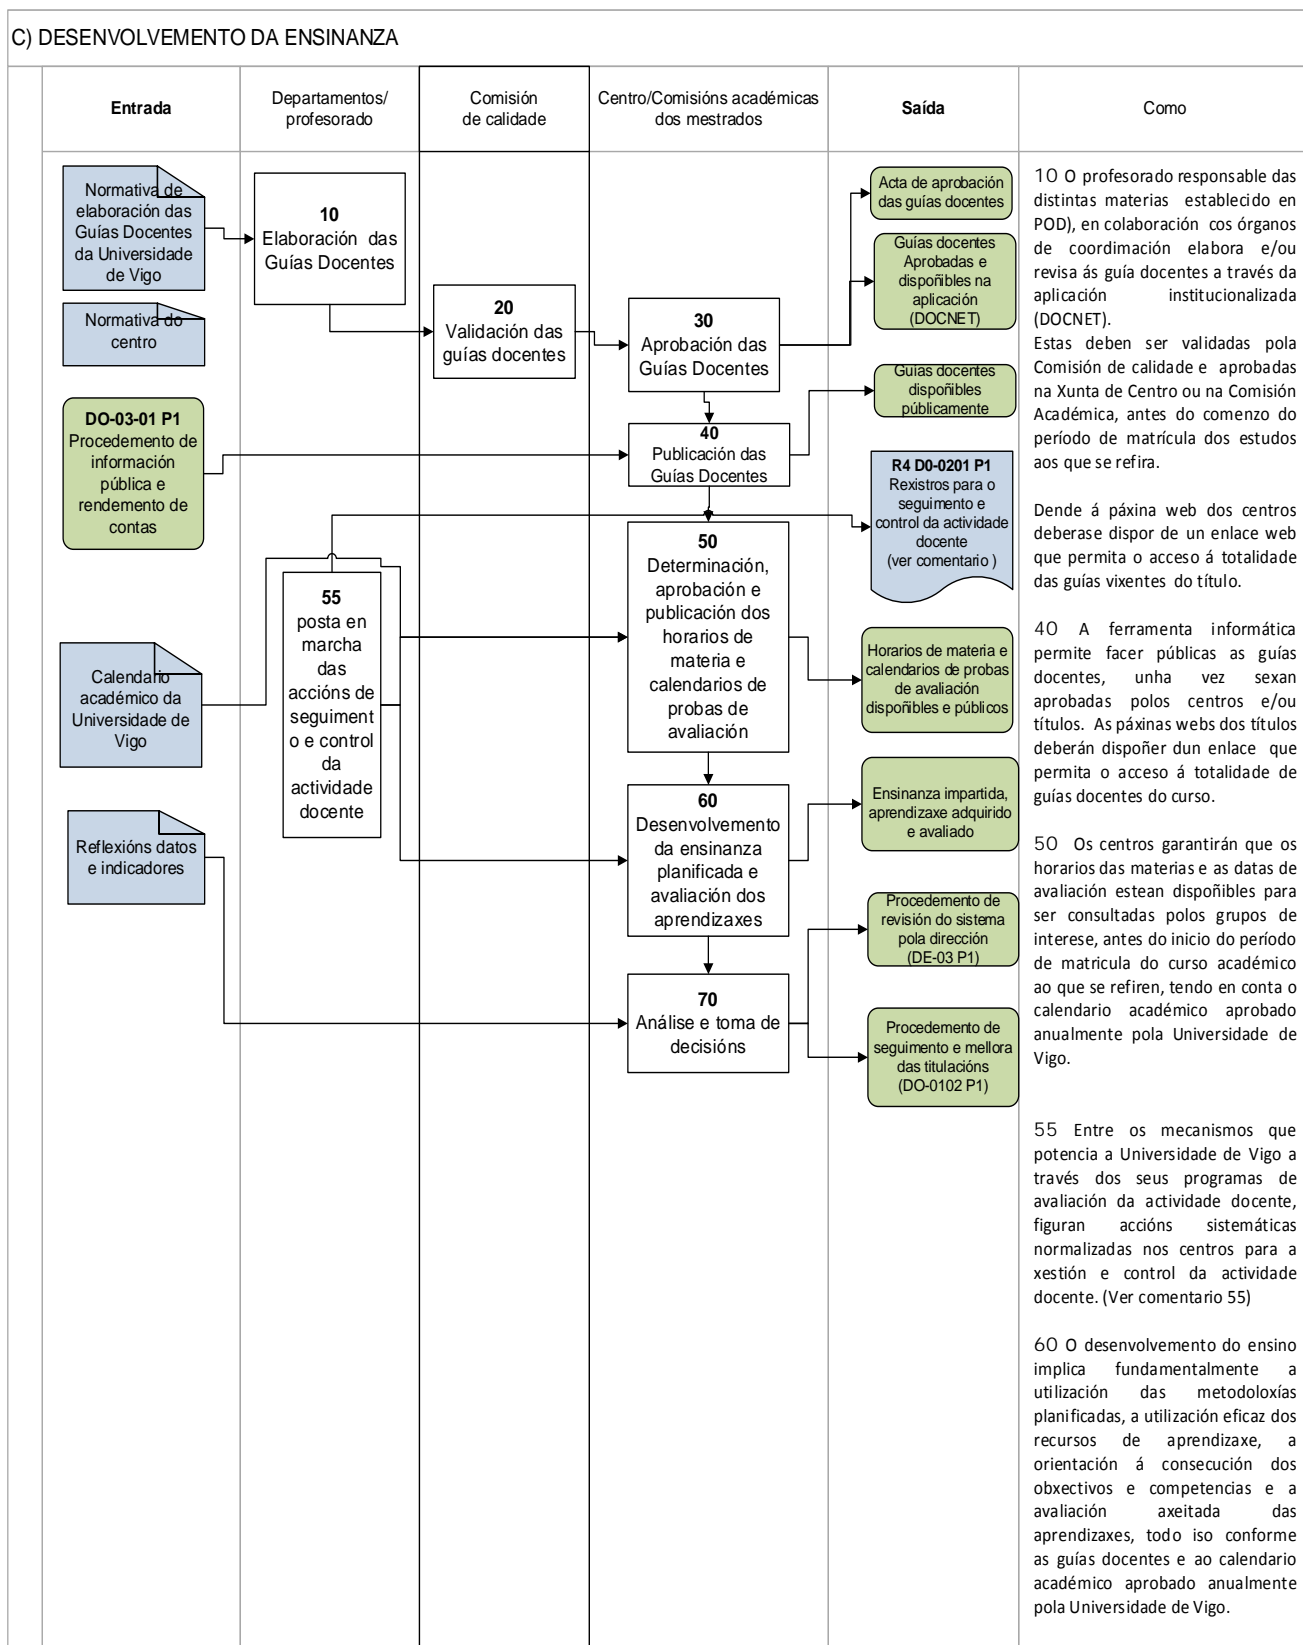 C) DESENVOLVEMENTO DA ENSINANZA
Entrada
Departamentos/
profesorado
Comisión
de calidade
Centro/Comisións académicas
dos mestrados
Saída
Como
Normativa de
elaboración das
Guías Docentes
da Universidade
de Vigo
Normativa do
centro
DO-03-01 P1
Procedemento de
información
pública e
rendemento de
contas
Calendario
académico da
Universidade de
Vigo
Reflexións datos
e indicadores
10
Elaboración das
Guías Docentes
55
posta en
marcha
das
accións de
seguiment
o e control
da
actividade
docente
20
Validación das
guías docentes
30
Aprobación das
Guías Docentes
40
Publicación das
Guías Docentes
50
Determinación,
aprobación e
publicación dos
horarios de
materia e
calendarios de
probas de
avaliación
60
Desenvolvemento
da ensinanza
planificada e
avaliación dos
aprendizaxes
70
Análise e toma de
decisións
Acta de aprobación
das guías docentes
Guías docentes
Aprobadas e
dispoñibles na
aplicación
(DOCNET)
Guías docentes
dispoñibles
públicamente
R4 D0-0201 P1
Rexistros para o
seguimento e
control da actividade
docente
(ver comentario )
Horarios de materia e
calendarios de probas
de avaliación
dispoñibles e públicos
Ensinanza impartida,
aprendizaxe adquirido
e avaliado
Procedemento de
revisión do sistema
pola dirección
(DE-03 P1)
Procedemento de
seguimento e mellora
das titulacións
(DO-0102 P1)
10 O profesorado responsable das
distintas materias establecido en
POD), en colaboración cos órganos
de coordimación elabora e/ou
revisa ás guía docentes a través da
aplicación institucionalizada
(DOCNET).
Estas deben ser validadas pola
Comisión de calidade e aprobadas
na Xunta de Centro ou na Comisión
Académica, antes do comenzo do
período de matrícula dos estudos
aos que se refira.
Dende á páxina web dos centros
deberase dispor de un enlace web
que permita o acceso á totalidade
das guías vixentes do título.
40 A ferramenta informática
permite facer públicas as guías
docentes, unha vez sexan
aprobadas polos centros e/ou
títulos. As páxinas webs dos títulos
deberán dispoñer dun enlace que
permita o acceso á totalidade de
guías docentes do curso.
50 Os centros garantirán que os
horarios das materias e as datas de
avaliación estean dispoñibles para
ser consultadas polos grupos de
interese, antes do inicio do período
de matricula do curso académico
ao que se refiren, tendo en conta o
calendario académico aprobado
anualmente pola Universidade de
Vigo.
55 Entre os mecanismos que
potencia a Universidade de Vigo a
través dos seus programas de
avaliación da actividade docente,
figuran accións sistemáticas
normalizadas nos centros para a
xestión e control da actividade
docente. (Ver comentario 55)
60 O desenvolvemento do ensino
implica fundamentalmente a
utilización das metodoloxías
planificadas, a utilización eficaz dos
recursos de aprendizaxe, a
orientación á consecución dos
obxectivos e competencias e a
avaliación axeitada das
aprendizaxes, todo iso conforme
as guías docentes e ao calendario
académico aprobado anualmente
pola Universidade de Vigo.